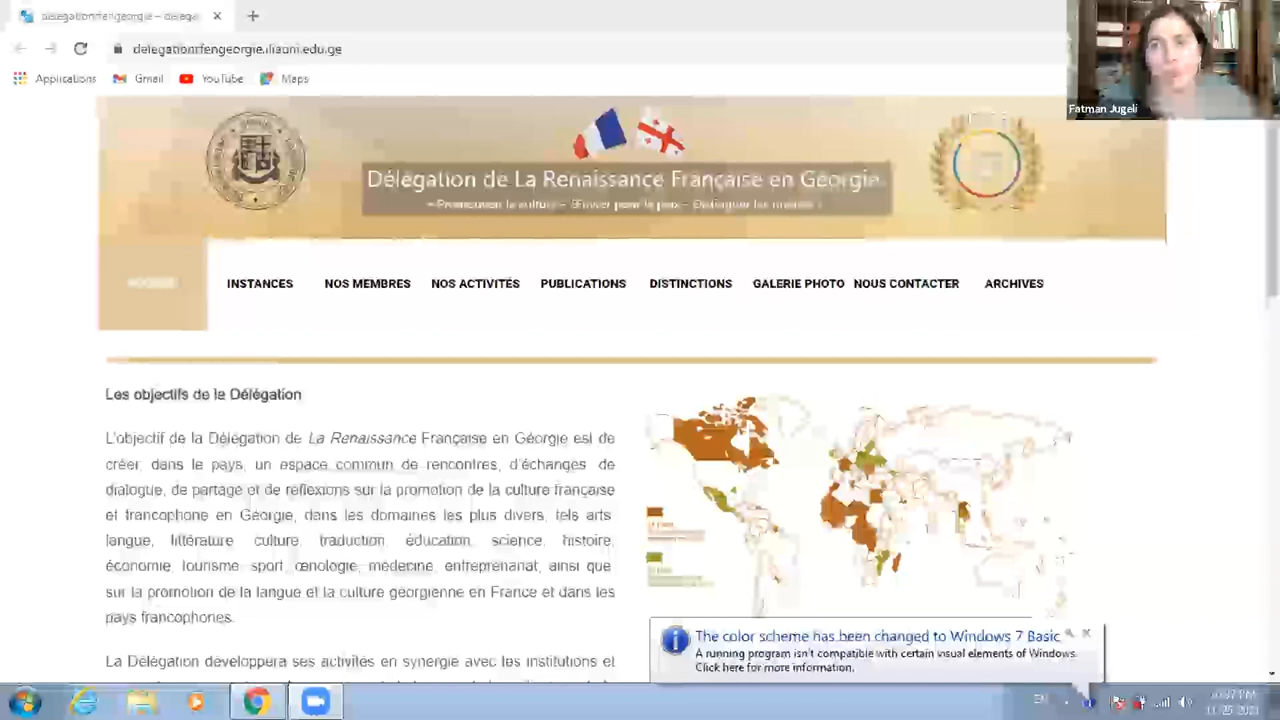 delegationrfengeorgie – delega
delegationrfengeorgie.iliauni.edu.ge
Applications Gmail YouTube Maps
Fatman Jugeli
Délégation de La Renaissance Française en Géorgie
INSTANCES NOS MEMBRES NOS ACTIVITÉS PUBLICATIONS DISTINCTIONS GALERIE PHOTO NOUS CONTACTER ARCHIVES
Les objectifs de la Délégation
L'objectif de la Délégation de La Renaissance Française en Géorgie est de
créer, dans le pays, un espace commun de rencontres, d'échanges de
dialogue, de partage et de réflexions sur la promotion de la culture française
et francophone en Géorgie, dans les domaines les plus divers, tels arts
langue, littérature culture, traduction éducation science, histoire,
économie, tourisme sport, œnologie, médecine, entreprenariat, ainsi que
sur la promotion de la langue et la culture géorgienne en France et dans les
pays francophones.
La Délégation développera ses activités en synergie avec les institutions et
The color scheme has been changed to Windows 7 Basic
A running program isn't compatible with certain visual elements of Windows.
Click here for more information.
EN